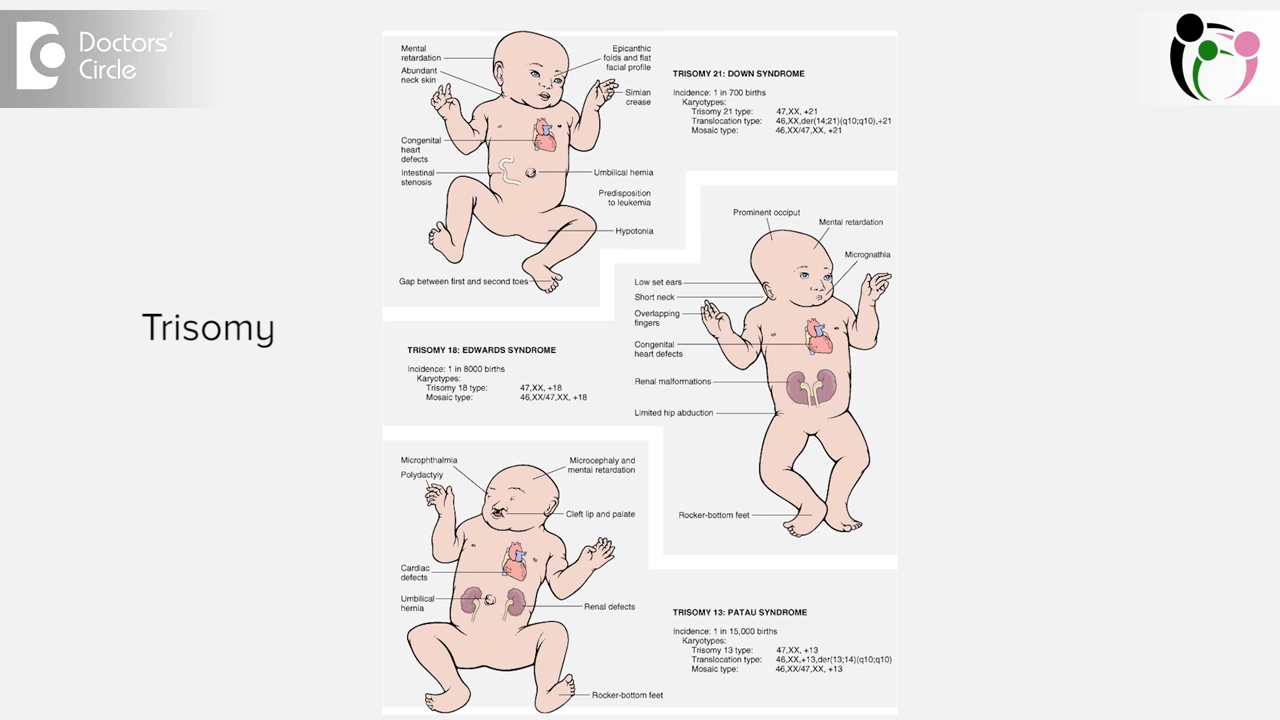 Doctors'
Circle
Trisomy
Mental
retardation
Abundant
neck skin
Congenital
heart
defects
Intestinal
stenosis
Gap between first and second toes
Epicanthic
folds and flat
facial profile
Simian
crease
Umbilical hernia
Predisposition
to leukemia
Hypotonia
TRISOMY 21: DOWN SYNDROME
Incidence: 1 in 700 births
Karyotypes:
Trisomy 21 type: 47,XX, +21
Translocation type: 46,XX,der(14;21)(q10;q10),+21
Mosaic type: 46,XX/47,XX, +21
Prominent occiput
Mental retardation
Micrognathia
Low set ears
Short neck
Overlapping
fingers
Congenital
heart defects
Renal malformations
Limited hip abduction
Rocker-bottom feet
TRISOMY 18: EDWARDS SYNDROME
Incidence: 1 in 8000 births
Karyotypes:
Trisomy 18 type: 47,XX, +18
Mosaic type: 46,XX/47,XX, +18
Microphthalmia
Polydactyly
Microcephaly and
mental retardation
Cleft lip and palate
Cardiac
defects
Umbilical
hernia
Renal defects
Rocker-bottom feet
TRISOMY 13: PATAU SYNDROME
Incidence: 1 in 15,000 births
Karyotypes:
Trisomy 13 type: 47,XX, +13
Translocation type: 46,XX,+13,der(13;14)(q10;q10)
Mosaic type: 46,XX/47,XX, +13